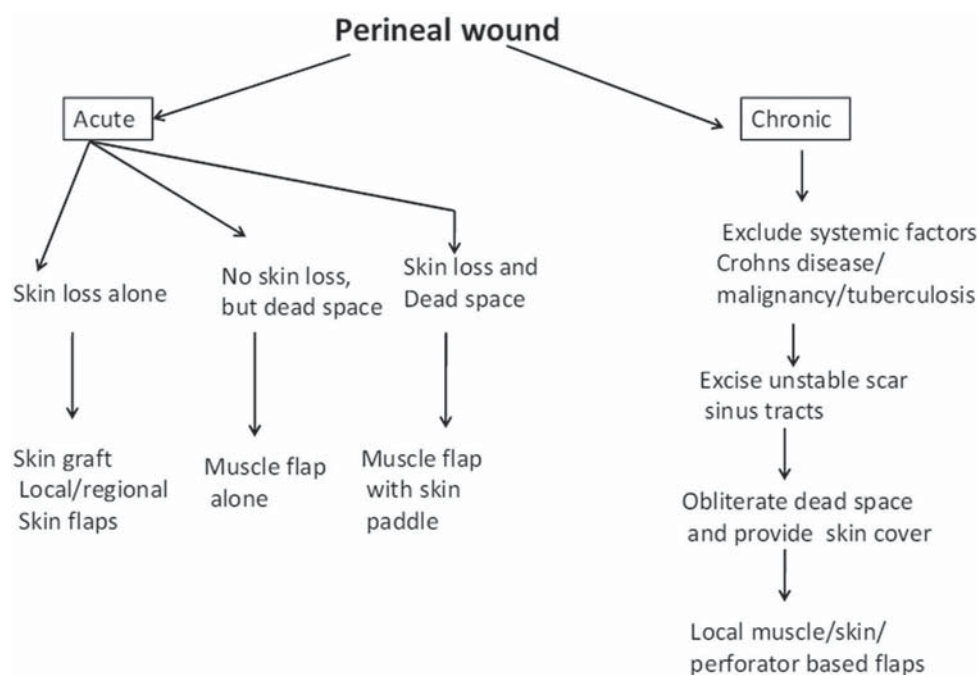 Perineal wound
Acute
Chronic
Skin loss alone
No skin loss,
but dead space
Skin loss and
Dead space
Skin graft
Local/regional
Skin flaps
Muscle flap
alone
Muscle flap
with skin
paddle
Exclude systemic factors
Crohns disease/
malignancy/tuberculosis
Excise unstable scar
sinus tracts
Obliterate dead space
and provide skin cover
Local muscle/skin/
perforator based flaps